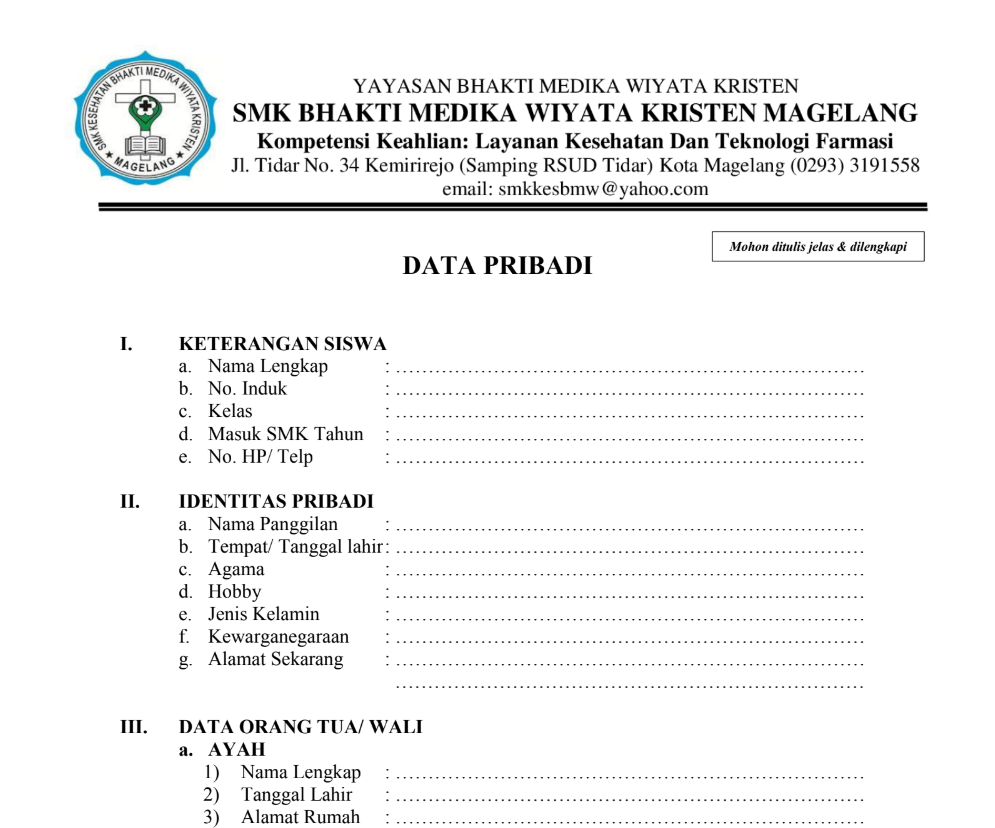 SMK KESEHATAN BHAKTI MEDIKA WIYATA KRISTEN
MAGELANG
YAYASAN BHAKTI MEDIKA WIYATA KRISTEN
SMK BHAKTI MEDIKA WIYATA KRISTEN MAGELANG
Kompetensi Keahlian: Layanan Kesehatan Dan Teknologi Farmasi
Jl. Tidar No. 34 Kemirirejo (Samping RSUD Tidar) Kota Magelang (0293) 3191558
email: smkkesbmw@yahoo.com
Mohon ditulis jelas & dilengkapi
DATA PRIBADI
I. KETERANGAN SISWA
a. Nama Lengkap : ........................................................................
b. No. Induk : ........................................................................
c. Kelas : ........................................................................
d. Masuk SMK Tahun : ........................................................................
e. No. HP/ Telp : ........................................................................
II. IDENTITAS PRIBADI
a. Nama Panggilan : ........................................................................
b. Tempat/ Tanggal lahir: ........................................................................
c. Agama : ........................................................................
d. Hobby : ........................................................................
e. Jenis Kelamin : ........................................................................
f. Kewarganegaraan : ........................................................................
g. Alamat Sekarang : ........................................................................
........................................................................
III. DATA ORANG TUA/ WALI
a. AYAH
1) Nama Lengkap : ........................................................................
2) Tanggal Lahir : ........................................................................
3) Alamat Rumah : ........................................................................